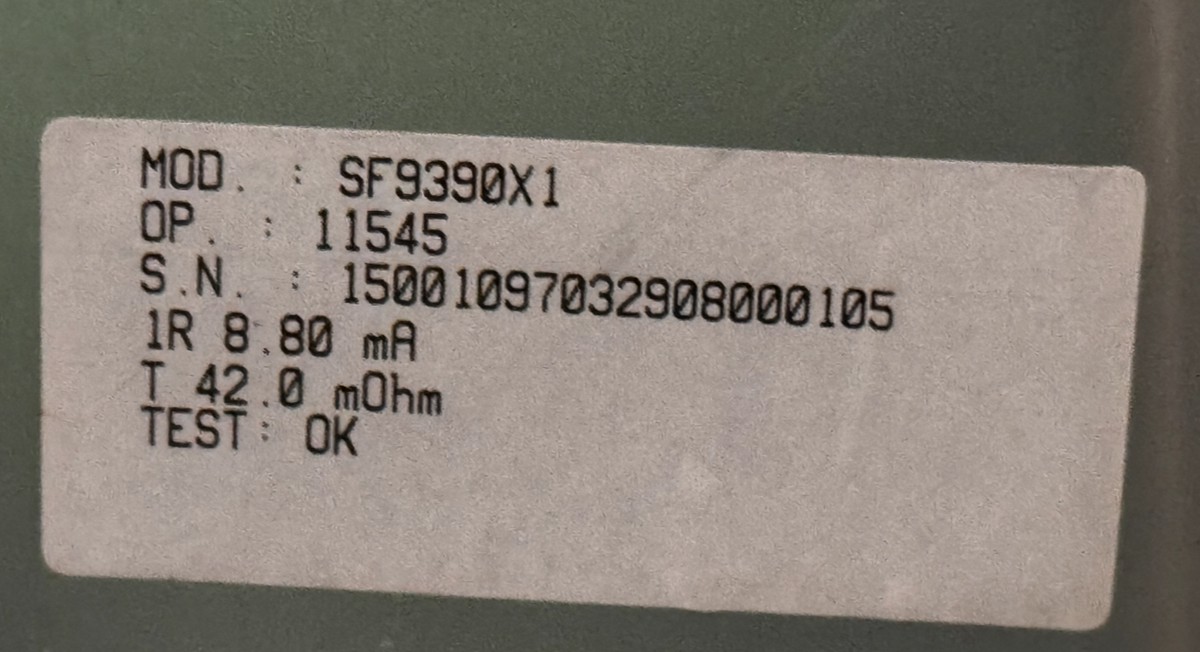 MOD. : SF9390X1
OP. : 11545
S.N. : 15001097032908000105
1R 8.80 mA
T 42.0 mOhm
TEST: OK